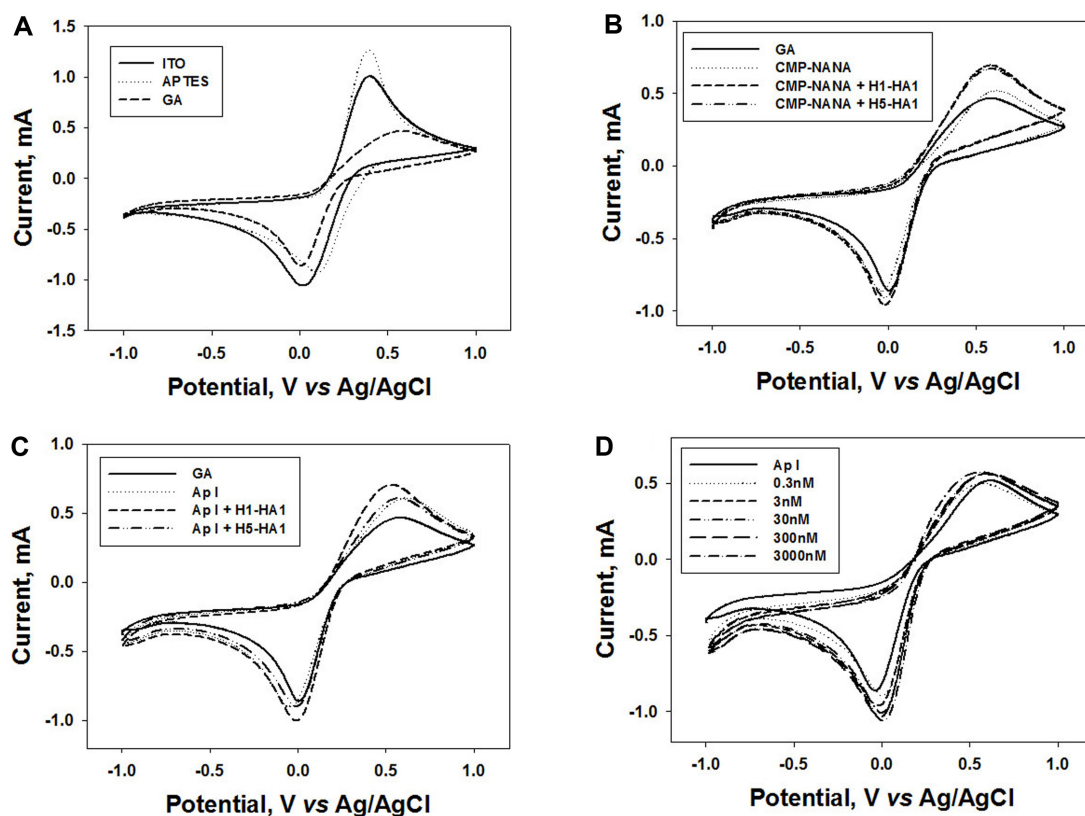 A
1.5
1.0
0.5
0.0
-0.5
-1.0
-1.5
Current, mA
ITO
APTES
GA
-1.0 -0.5 0.0 0.5 1.0
Potential, V vs Ag/AgCl
B
1.0
0.5
0.0
-0.5
-1.0
Current, mA
GA
CMP-NANA
CMP-NANA + H1-HA1
CMP-NANA + H5-HA1
-1.0 -0.5 0.0 0.5 1.0
Potential, V vs Ag/AgCl
C
1.0
0.5
0.0
-0.5
-1.0
Current, mA
GA
Ap I
Ap I + H1-HA1
Ap I + H5-HA1
-1.0 -0.5 0.0 0.5 1.0
Potential, V vs Ag/AgCl
D
0.5
0.0
-0.5
-1.0
Current, mA
Ap I
0.3nM
3nM
30nM
300nM
3000nM
-1.0 -0.5 0.0 0.5 1.0
Potential, V vs Ag/AgCl